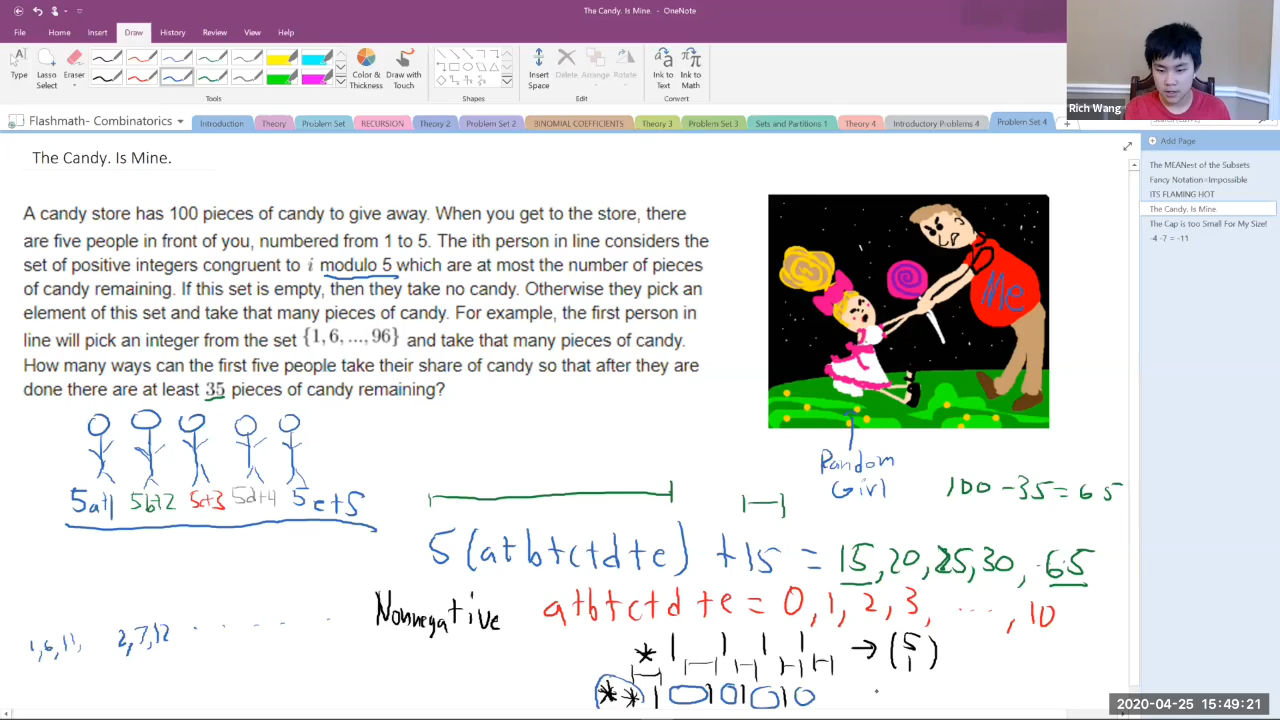 The Candy. Is Mine. - OneNote
File Home Insert Draw History Review View Help
Type
Lasso Select
Eraser
Color & Thickness
Draw with Touch
Insert Space
Delete
Arrange
Rotate
Ink to Text
Ink to Math
Tools
Shapes
Edit
Convert
Rich Wang
Flashmath- Combinatorics
Introduction Theory Problem Set RECURSION Theory 2 Problem Set 2 BINOMIAL COEFFICIENTS Theory 3 Problem Set 3 Sets and Partitions 1 Theory 4 Introductory Problems 4 Problem Set 4
Add Page
The MEANest of the Subsets
Fancy Notation=Impossible
ITS FLAMING HOT
The Candy. Is Mine.
The Cap is too Small For My Size!
-4 -7 = -11
The Candy. Is Mine.
A candy store has 100 pieces of candy to give away. When you get to the store, there
are five people in front of you, numbered from 1 to 5. The ith person in line considers the
set of positive integers congruent to i modulo 5 which are at most the number of pieces
of candy remaining. If this set is empty, then they take no candy. Otherwise they pick an
element of this set and take that many pieces of candy. For example, the first person in
line will pick an integer from the set {1, 6, ..., 96} and take that many pieces of candy.
How many ways can the first five people take their share of candy so that after they are
done there are at least 35 pieces of candy remaining?
Me
Random
Girl
100 - 35 = 65
5a+1 5b+2 5c+3 5d+4 5e+5
5(a+b+c+d+e) +15 = 15, 20, 25, 30, 65
Nonnegative a+b+c+d+e = 0, 1, 2, 3, ...., 10
1, 6, 11, 2, 7, 12 . . . . . .
* | | | | → (5 1)
* * | | | |
2020-04-25 15:49:21